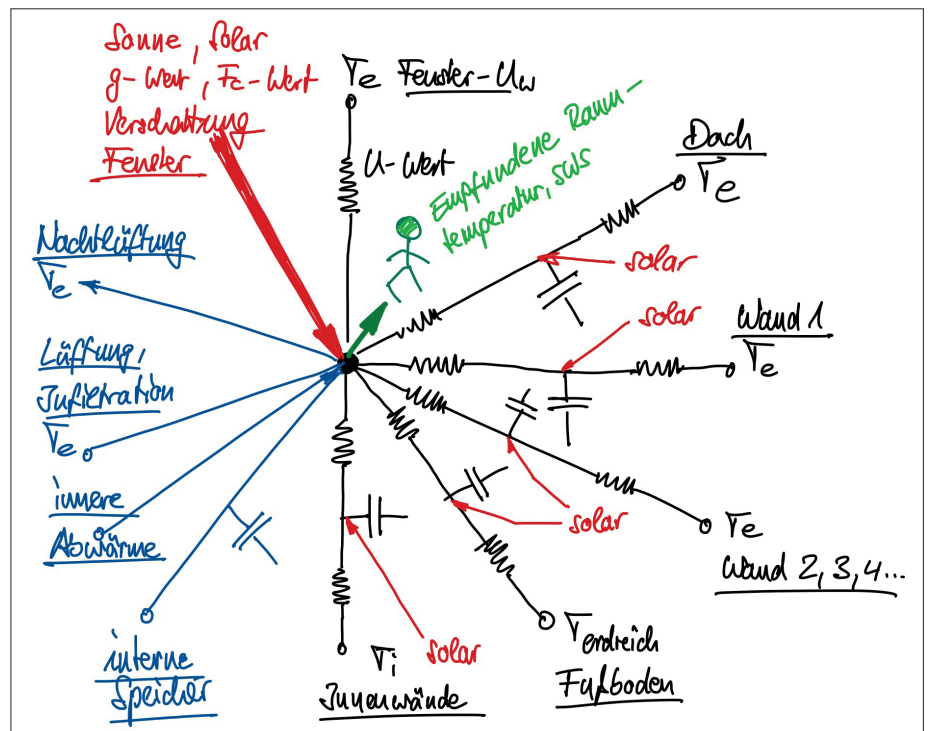 Sonne, Solar
g-Wert, Fc-Wert
Verschattung
Fenster
Te Fenster-Uw
U-Wert
Empfundene Raum-
temperatur, sws
Dach
Te
solar
solar
Wand 1
Te
Nachtlüftung
Te
Lüftung,
Infiltration
Te
innere
Abwärme
interne
Speicher
solar
Te
Wand 2, 3, 4...
Terdreich
Fußboden
solar
Ti
Innenwände